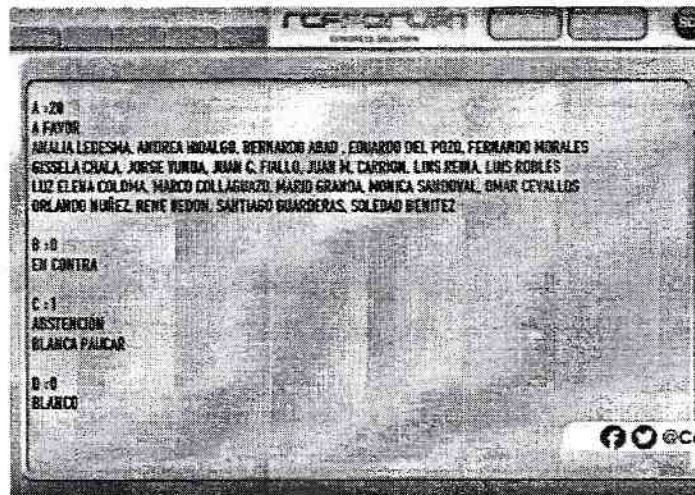 A :20
A FAVOR
ANALIA LEDESMA, ANDREA HIDALGO, BERNARDO ABAD , EDUARDO DEL POZO, FERNANDO MORALES
GISSELA CHALA, JORGE YUNDA, JUAN C. FIALLO, JUAN M. CARRION, LUIS REINA, LUIS ROBLES
LUZ ELENA COLOMA, MARCO COLLAGUAZO, MARIO GRANDA, MONICA SANDOVAL, OMAR CEVALLOS
ORLANDO NUÑEZ, RENE BEDON, SANTIAGO GUARDERAS, SOLEDAD BENITEZ
B :0
EN CONTRA
C :1
ABSTENCIÓN
BLANCA PAUCAR
D :0
BLANCO